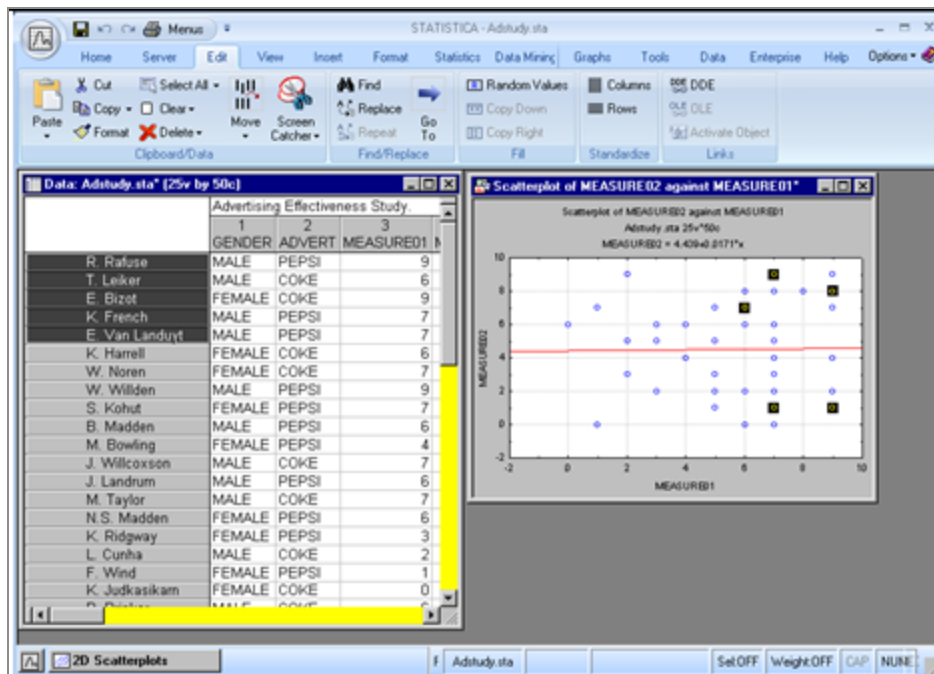 Menus STATISTICA - Adstudy.sta
Home Server Edit View Insert Format Statistics Data Mining Graphs Tools Data Enterprise Help Options
Cut Select All Find Random Values Columns DDE
Copy Clear Replace Copy Down Rows OLE
Paste Format Delete Move Screen Catcher Repeat Go To Copy Right Activate Object
Clipboard/Data Find/Replace Fill Standardize Links
Data: Adstudy.sta* (25v by 50c)
Advertising Effectiveness Study.
1 2 3
GENDER ADVERT MEASURE01 M
R. Rafuse MALE PEPSI 9
T. Leiker MALE COKE 6
E. Bizot FEMALE COKE 9
K. French MALE PEPSI 7
E. Van Landuyt MALE PEPSI 7
K. Harrell FEMALE COKE 6
W. Noren FEMALE COKE 7
W. Willden MALE PEPSI 9
S. Kohut FEMALE PEPSI 7
B. Madden MALE PEPSI 6
M. Bowling FEMALE PEPSI 4
J. Willcoxson MALE COKE 7
J. Landrum MALE PEPSI 6
M. Taylor MALE COKE 7
N.S. Madden FEMALE PEPSI 6
K. Ridgway FEMALE PEPSI 3
L. Cunha MALE COKE 2
F. Wind FEMALE PEPSI 1
K. Judkasikam FEMALE COKE 0
Scatterplot of MEASURE02 against MEASURE01*
Scatterplot of MEASURE02 against MEASURE01
Adstudy.sta 25v*50c
MEASURE02 = 4.409+0.0171*x
10
8
6
4
2
0
-2
MEASURE02
-2 0 2 4 6 8 10
MEASURE01
2D Scatterplots F Adstudy.sta Sel:OFF Weight:OFF CAP NUM